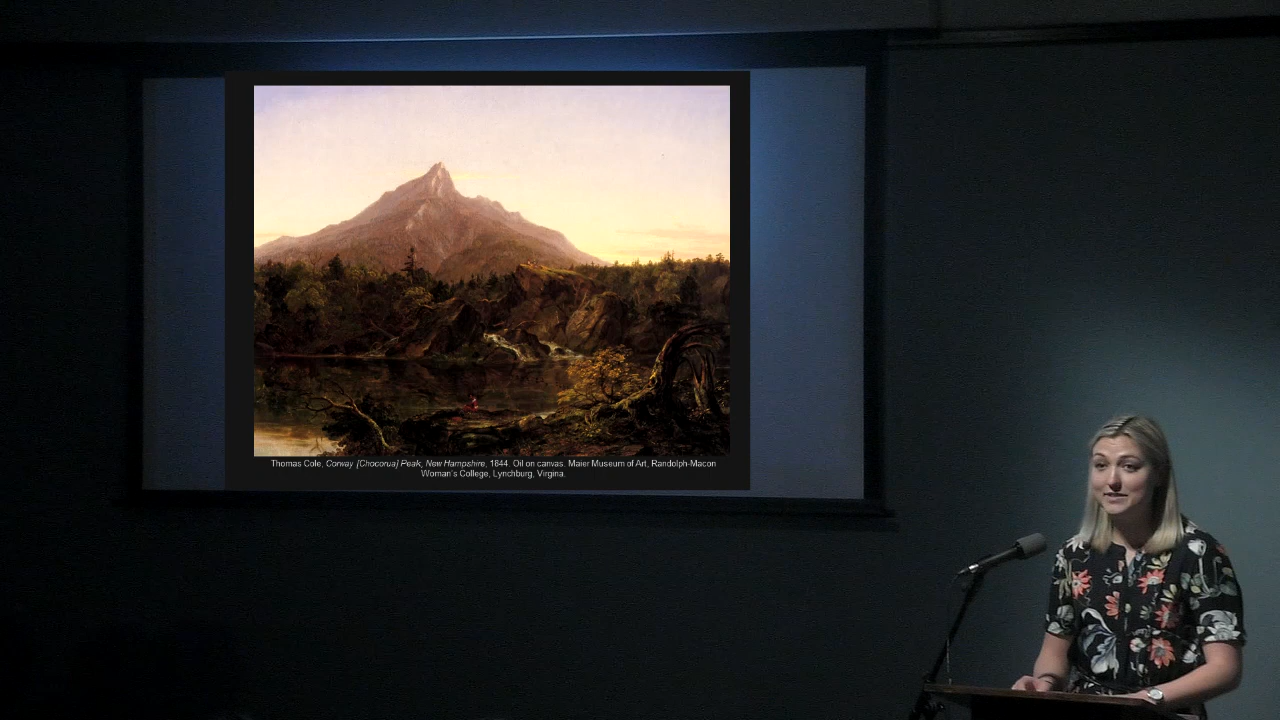 Thomas Cole, Conway [Chocorua] Peak, New Hampshire, 1844. Oil on canvas. Maier Museum of Art, Randolph-Macon
Woman's College, Lynchburg, Virgina.